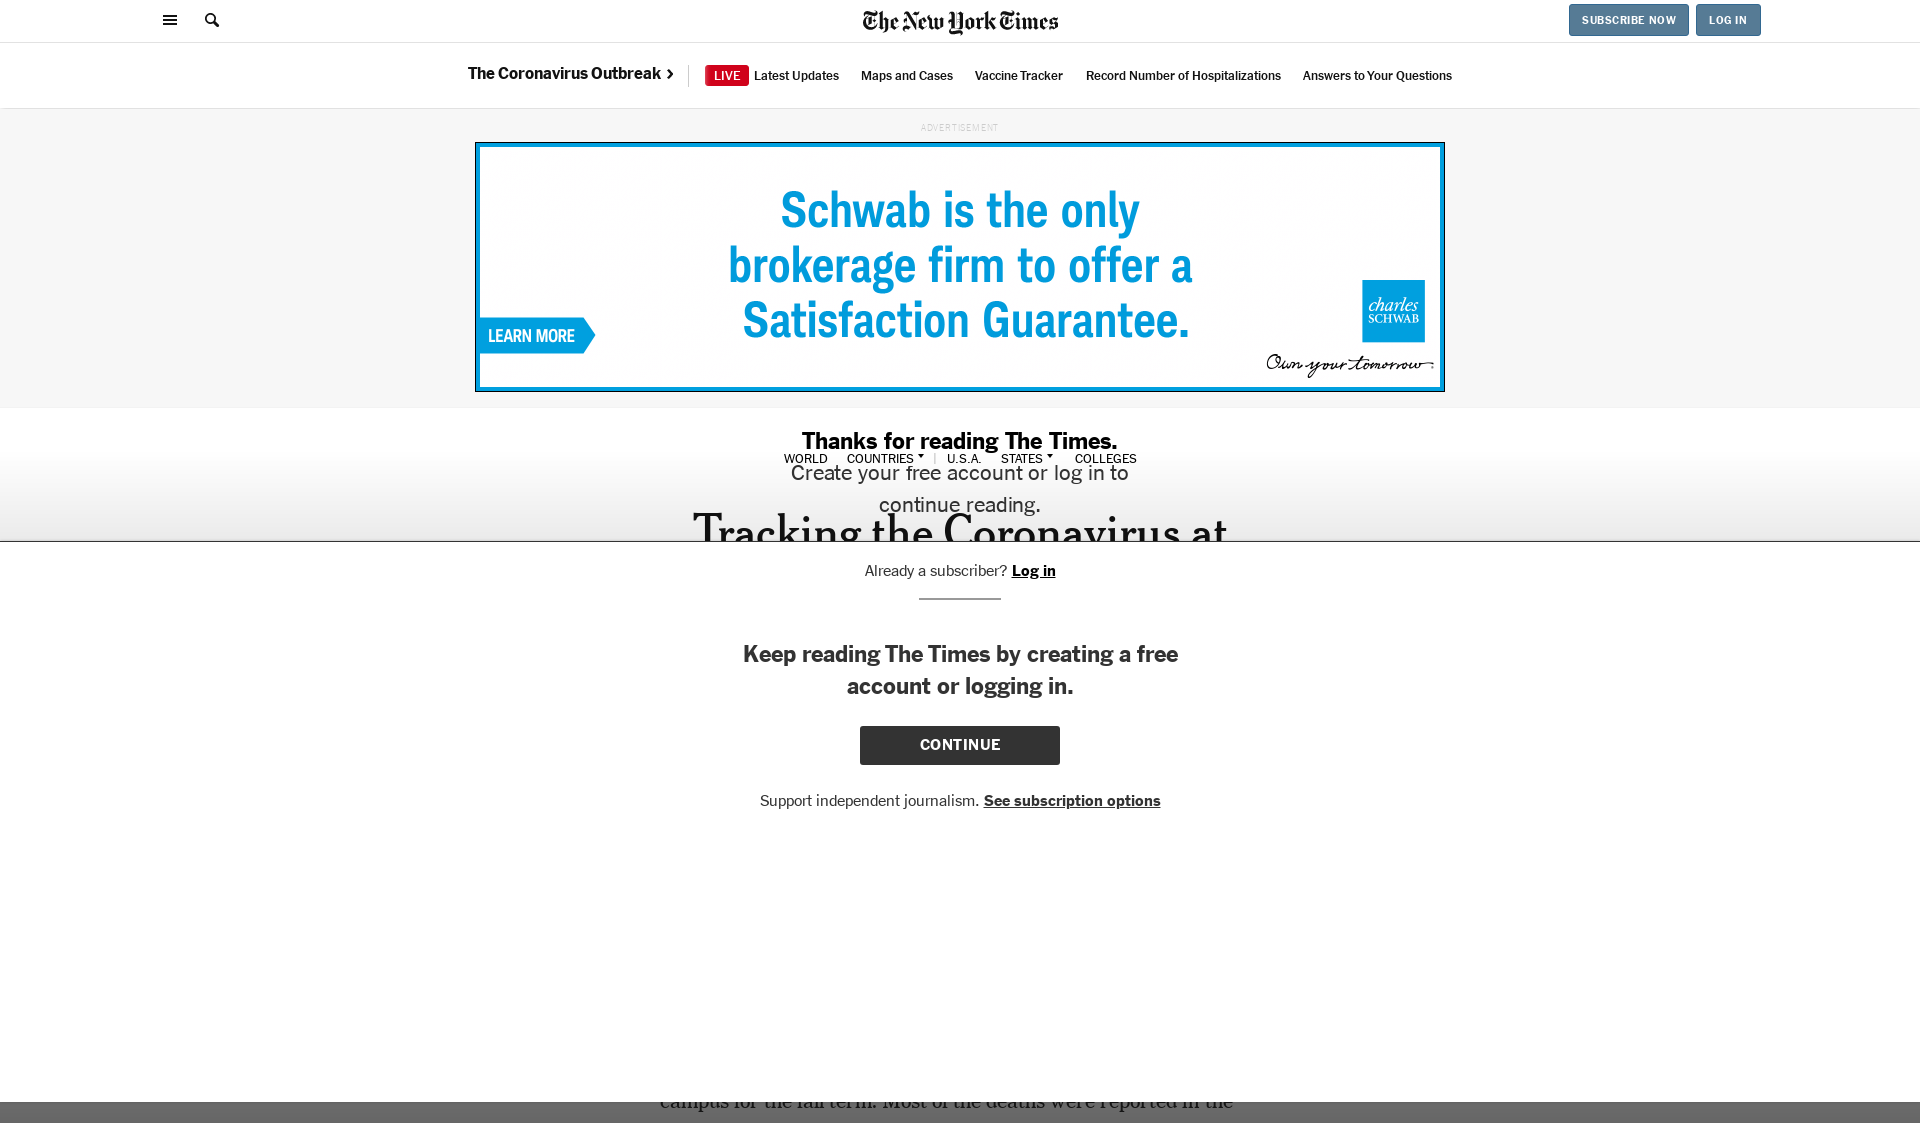 The New York Times
SUBSCRIBE NOW
LOG IN
The Coronavirus Outbreak
LIVE Latest Updates
Maps and Cases
Vaccine Tracker
Record Number of Hospitalizations
Answers to Your Questions
ADVERTISEMENT
Schwab is the only
brokerage firm to offer a
Satisfaction Guarantee.
LEARN MORE
charles
SCHWAB
Own your tomorrow.
Thanks for reading The Times.
WORLD COUNTRIES U.S.A. STATES COLLEGES
Create your free account or log in to
continue reading.
Tracking the Coronavirus at
Already a subscriber? Log in
Keep reading The Times by creating a free
account or logging in.
CONTINUE
Support independent journalism. See subscription options
campus for the fall term. Most of the deaths were reported in the